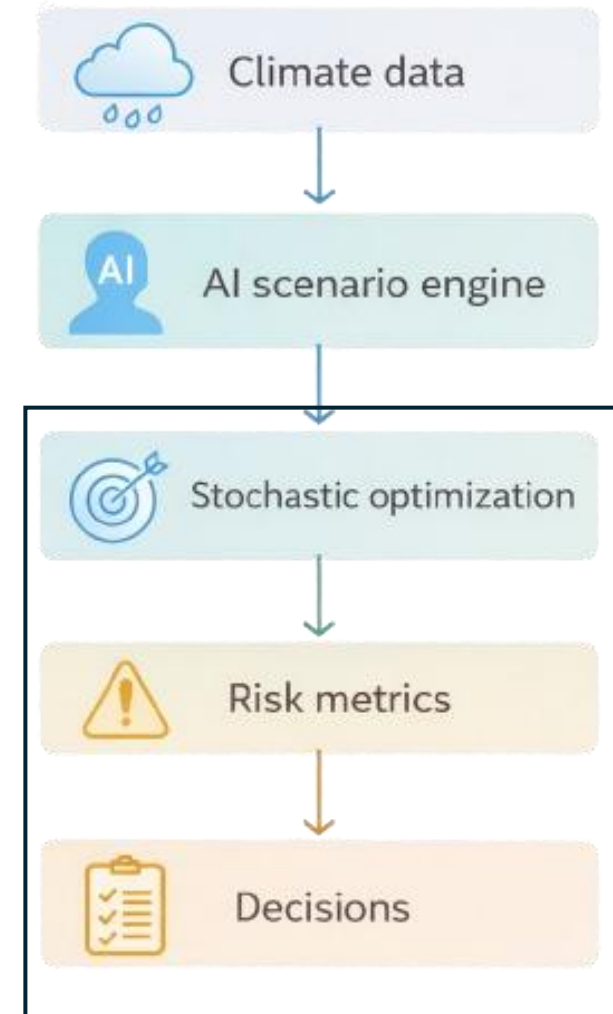 Climate data
AI
AI scenario engine
Stochastic optimization
Risk metrics
Decisions